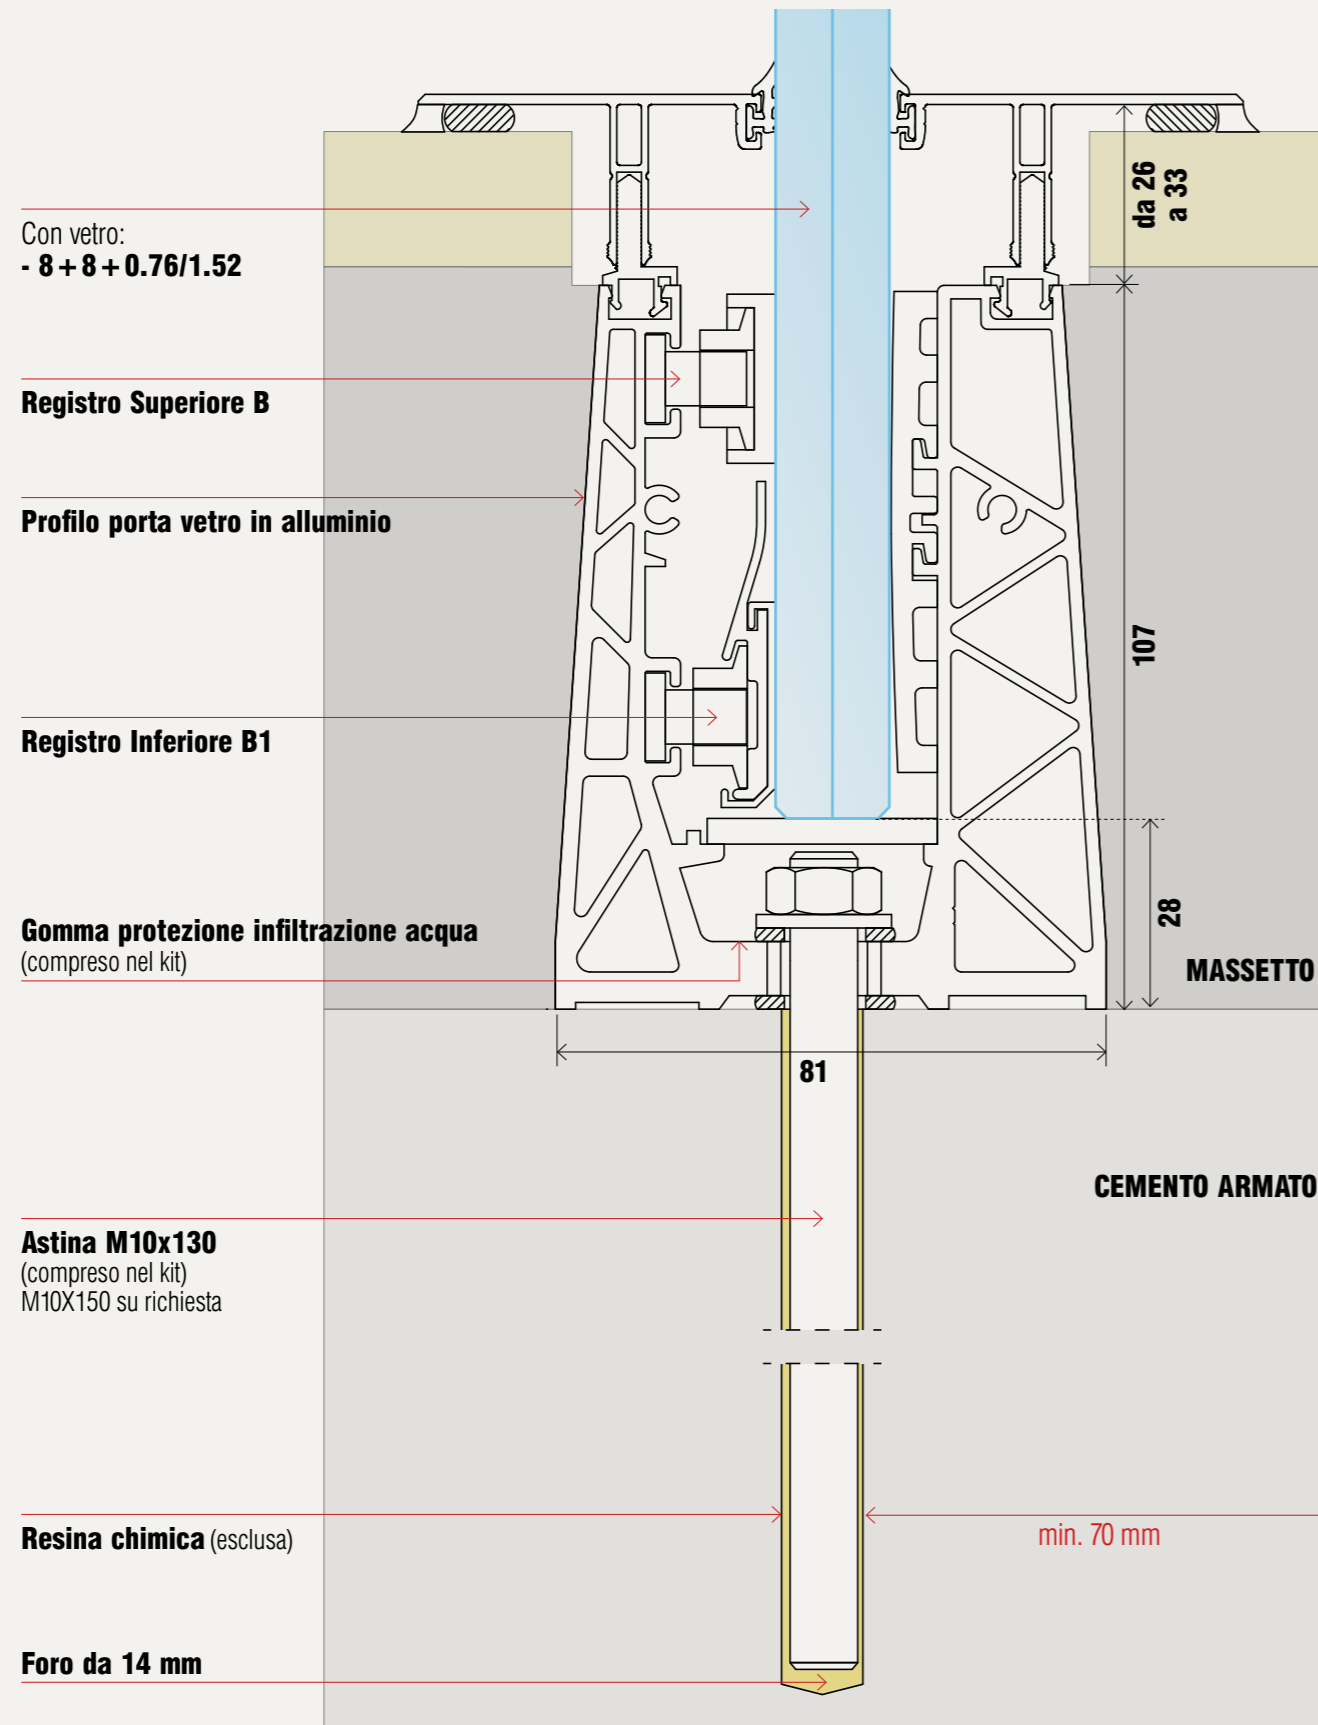 da 26
a 33
Con vetro:
- 8+8+0.76/1.52
Registro Superiore B
Profilo porta vetro in alluminio
107
Registro Inferiore B1
28
Gomma protezione infiltrazione acqua
(compreso nel kit)
MASSETTO
81
CEMENTO ARMATO
Astina M10x130
(compreso nel kit)
M10X150 su richiesta
Resina chimica (esclusa)
min. 70 mm
Foro da 14 mm